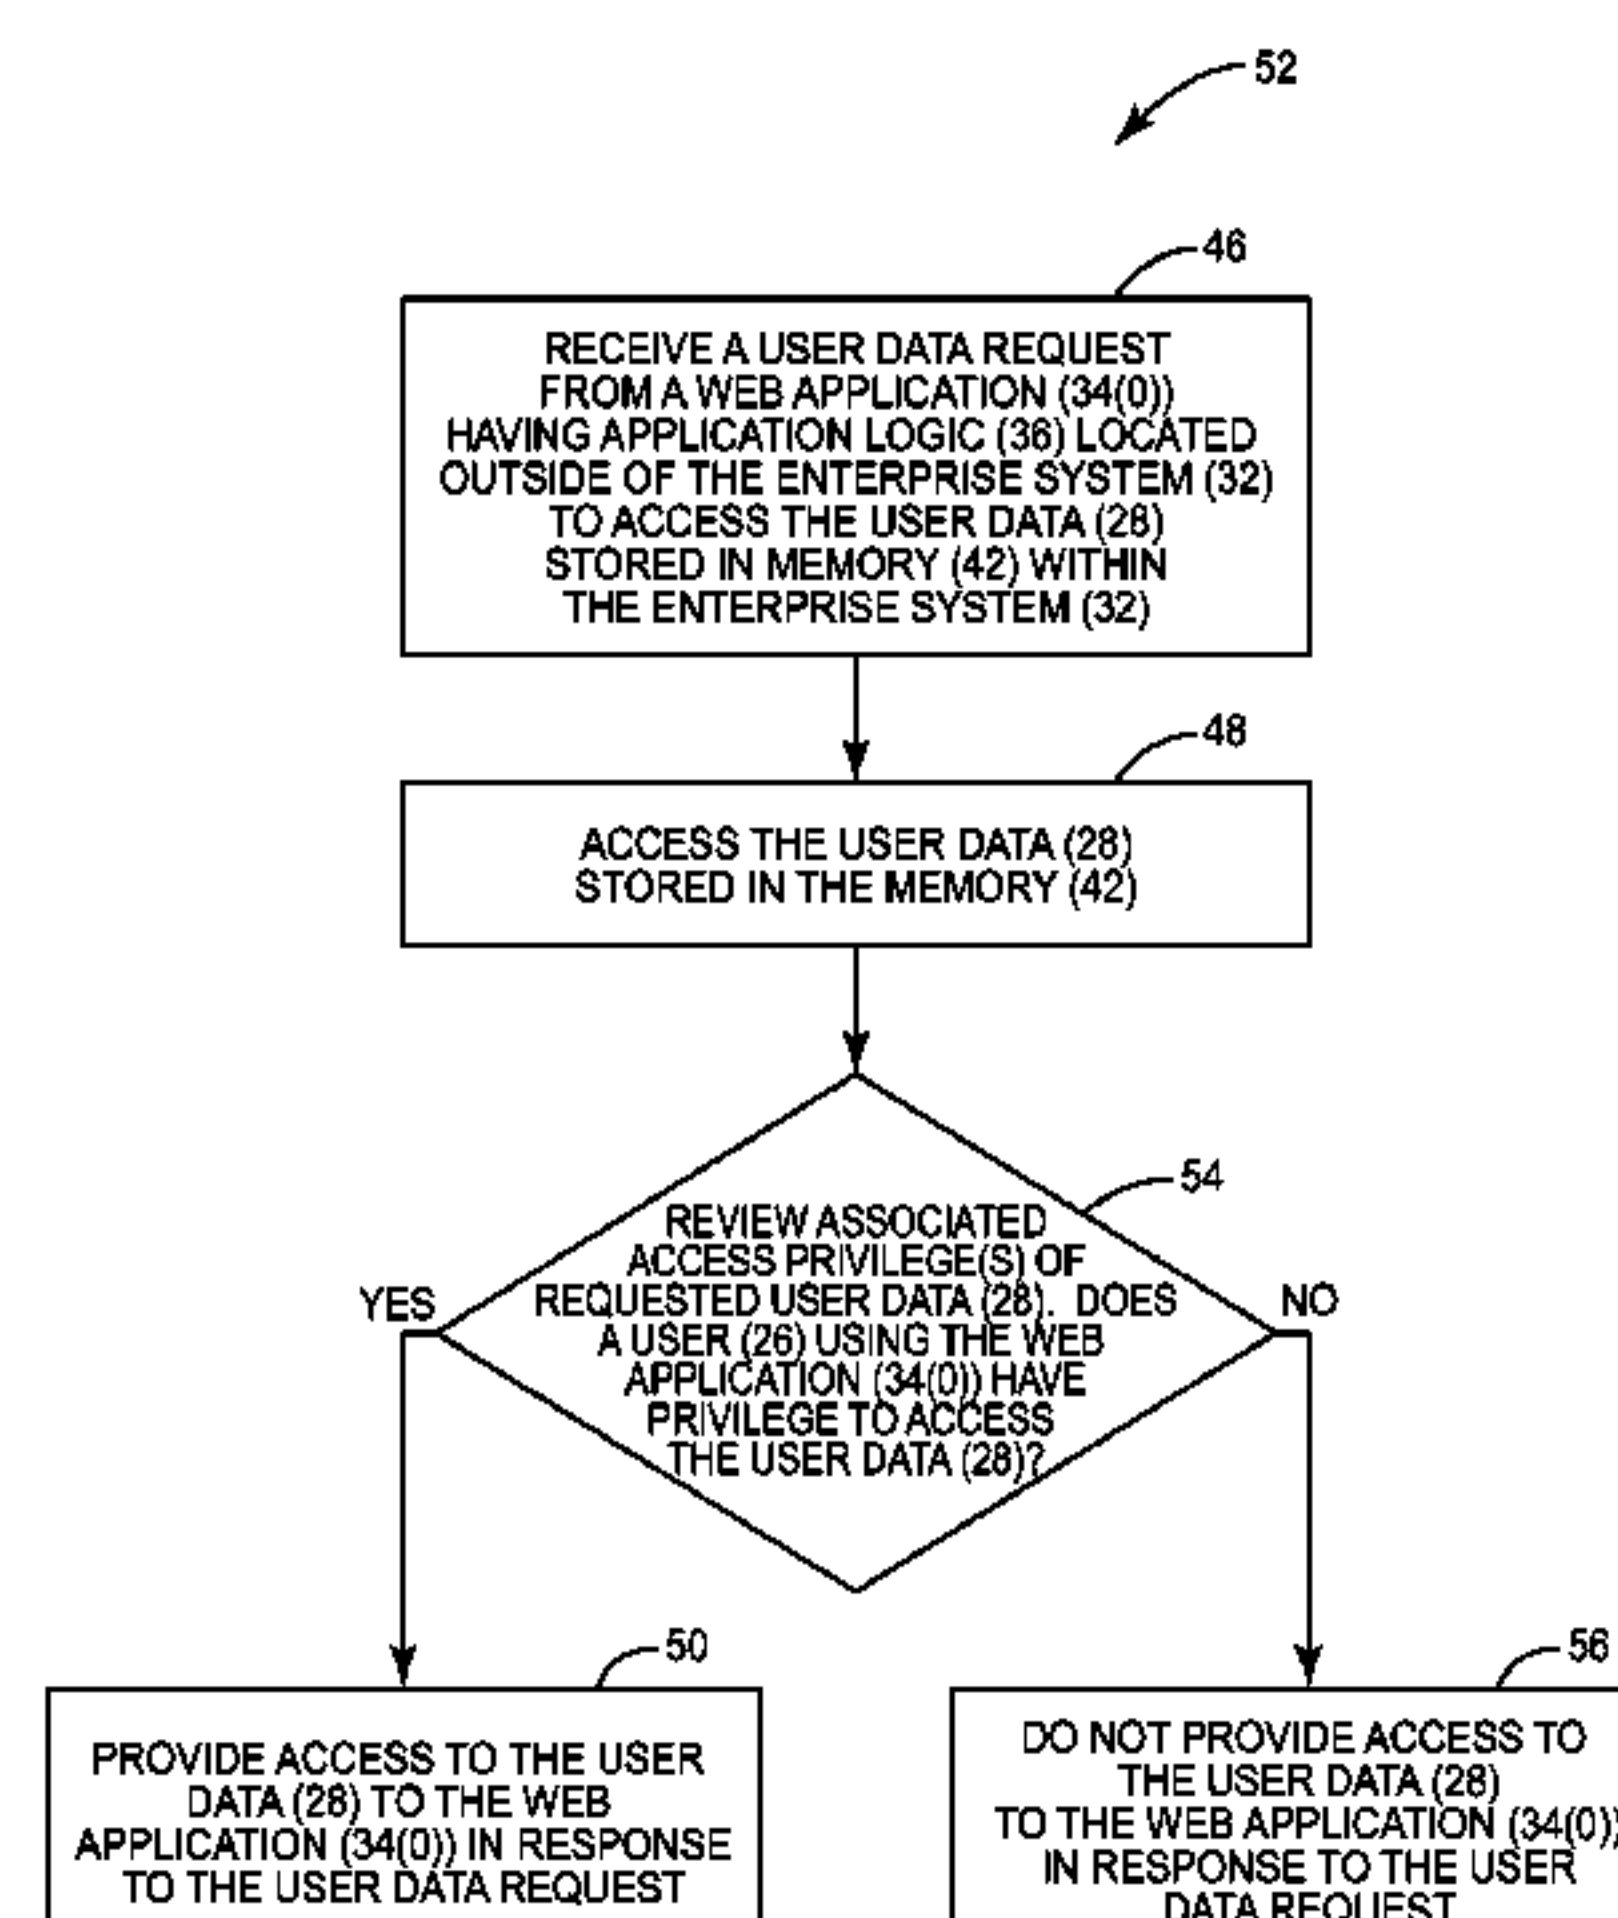 52
46
RECEIVE A USER DATA REQUEST
FROM A WEB APPLICATION (34(0))
HAVING APPLICATION LOGIC (36) LOCATED
OUTSIDE OF THE ENTERPRISE SYSTEM (32)
TO ACCESS THE USER DATA (28)
STORED IN MEMORY (42) WITHIN
THE ENTERPRISE SYSTEM (32)
48
ACCESS THE USER DATA (28)
STORED IN THE MEMORY (42)
54
REVIEW ASSOCIATED
ACCESS PRIVILEGE(S) OF
REQUESTED USER DATA (28). DOES
A USER (26) USING THE WEB
APPLICATION (34(0)) HAVE
PRIVILEGE TO ACCESS
THE USER DATA (28)?
YES
NO
50
PROVIDE ACCESS TO THE USER
DATA (28) TO THE WEB
APPLICATION (34(0)) IN RESPONSE
TO THE USER DATA REQUEST
56
DO NOT PROVIDE ACCESS TO
THE USER DATA (28)
TO THE WEB APPLICATION (34(0))
IN RESPONSE TO THE USER
DATA REQUEST